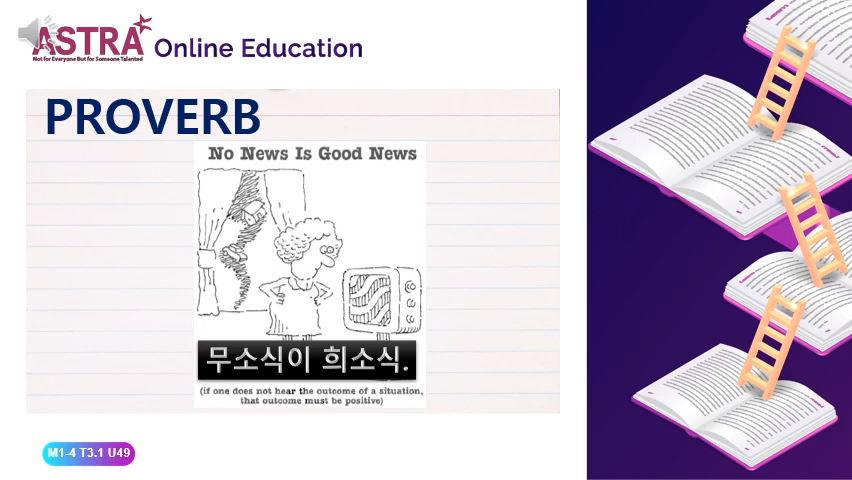 ASTRA
Not for Everyone But for Someone Talented
Online Education
PROVERB
No News Is Good News
무소식이 희소식.
(if one does not hear the outcome of a situation,
that outcome must be positive)
M1-4 T3.1 U49